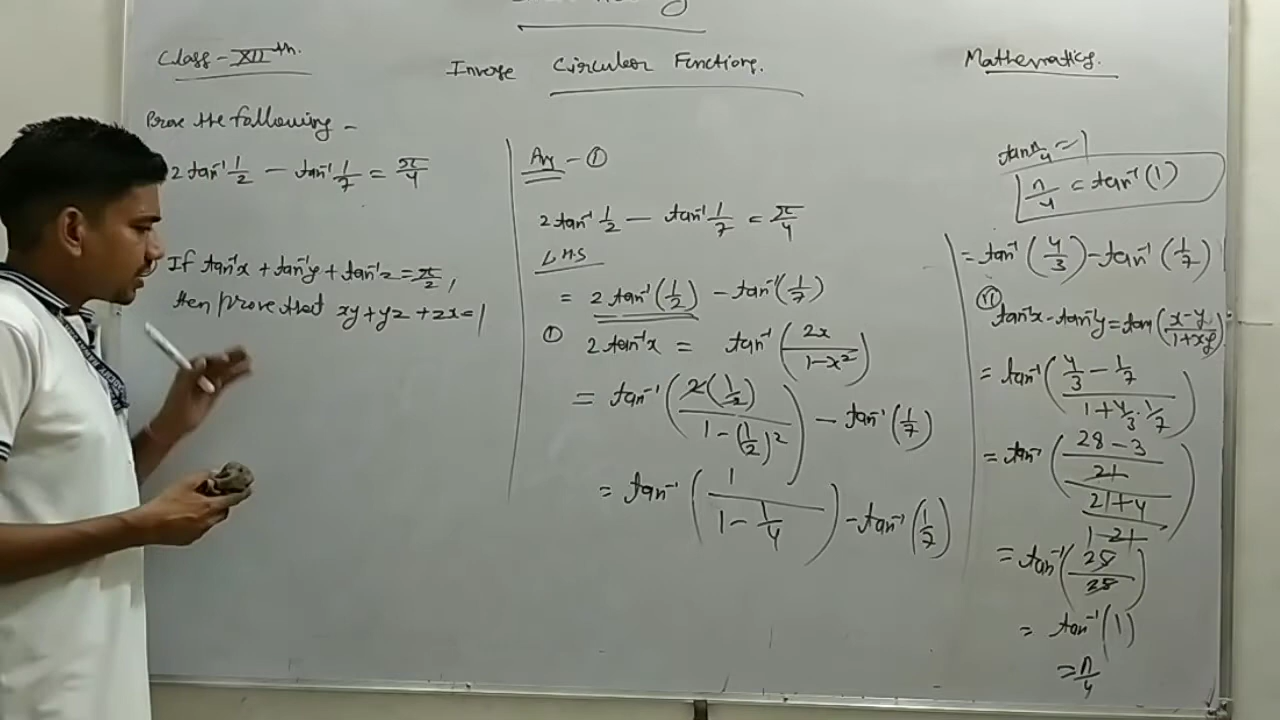 Class - XIIth.
Inverse Circular Functions.
Mathematics.
Prove the following -
2 tan⁻¹ 1/2 - tan⁻¹ 1/7 = π/4
If tan⁻¹x + tan⁻¹y + tan⁻¹z = π/2,
then prove that xy + yz + zx = 1
Ans - ①
2 tan⁻¹ 1/2 - tan⁻¹ 1/7 = π/4
LHS
= 2 tan⁻¹(1/2) - tan⁻¹(1/7)
① 2 tan⁻¹x = tan⁻¹(2x/(1-x²))
= tan⁻¹(2(1/2)/(1-(1/2)²)) - tan⁻¹(1/7)
= tan⁻¹(1/(1-1/4)) - tan⁻¹(1/7)
tan π/4 = 1
π/4 = tan⁻¹(1)
= tan⁻¹(4/3) - tan⁻¹(1/7)
tan⁻¹x - tan⁻¹y = tan((x-y)/(1+xy))
= tan⁻¹((4/3 - 1/7)/(1 + 4/3 · 1/7))
= tan⁻¹(((28-3)/21)/((21+4)/21))
= tan⁻¹(25/25)
= tan⁻¹(1)
= π/4